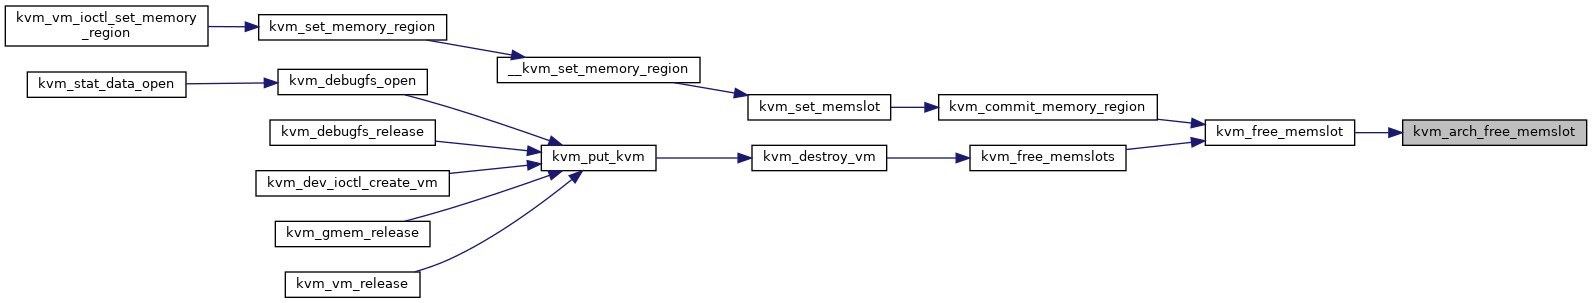 kvm_vm_ioctl_set_memory
_region
kvm_set_memory_region
__kvm_set_memory_region
kvm_stat_data_open
kvm_debugfs_open
kvm_set_memslot
kvm_commit_memory_region
kvm_debugfs_release
kvm_free_memslot
kvm_arch_free_memslot
kvm_put_kvm
kvm_destroy_vm
kvm_free_memslots
kvm_dev_ioctl_create_vm
kvm_gmem_release
kvm_vm_release